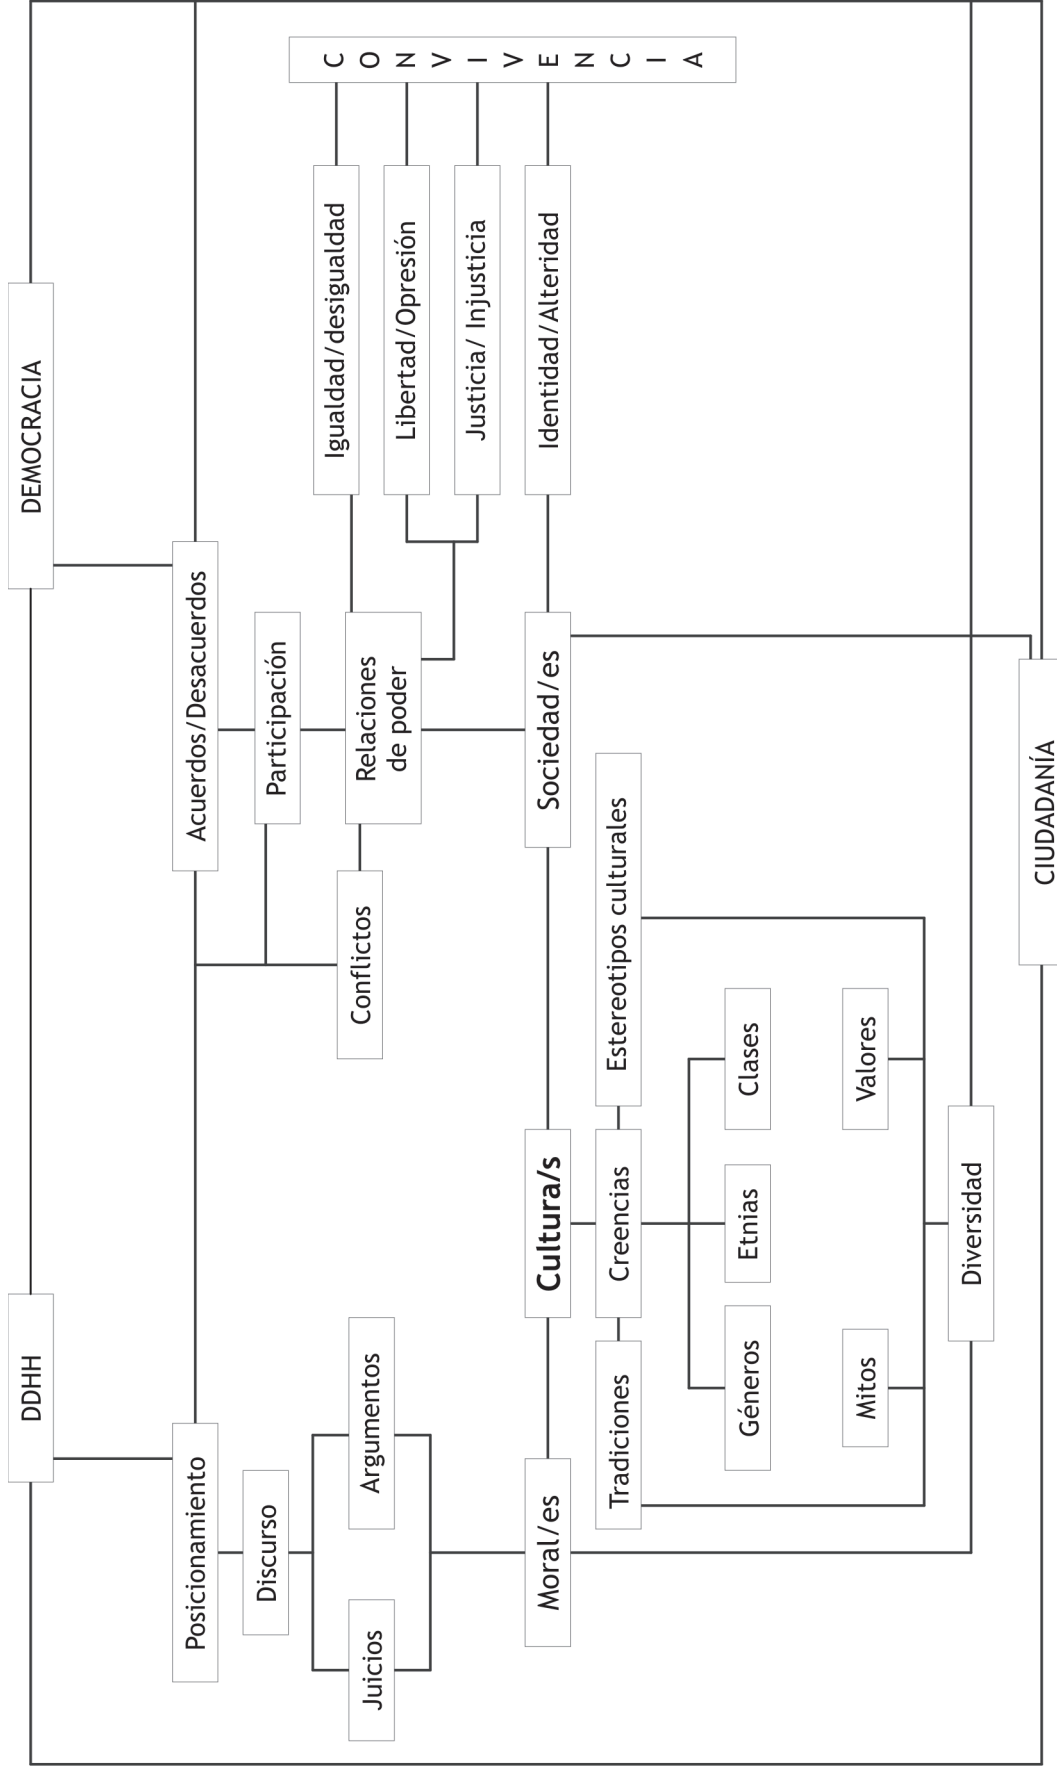 DDHH
DEMOCRACIA
Posicionamiento
Acuerdos/Desacuerdos
Discurso
Participación
Juicios
Argumentos
Conflictos
Relaciones
de poder
Igualdad/desigualdad
Libertad/Opresión
Justicia/ Injusticia
Identidad/Alteridad
C O N V I V E N C I A
Moral/es
Cultura/s
Sociedad/es
Tradiciones
Creencias
Estereotipos culturales
Géneros
Etnias
Clases
Mitos
Valores
Diversidad
CIUDADANÍA